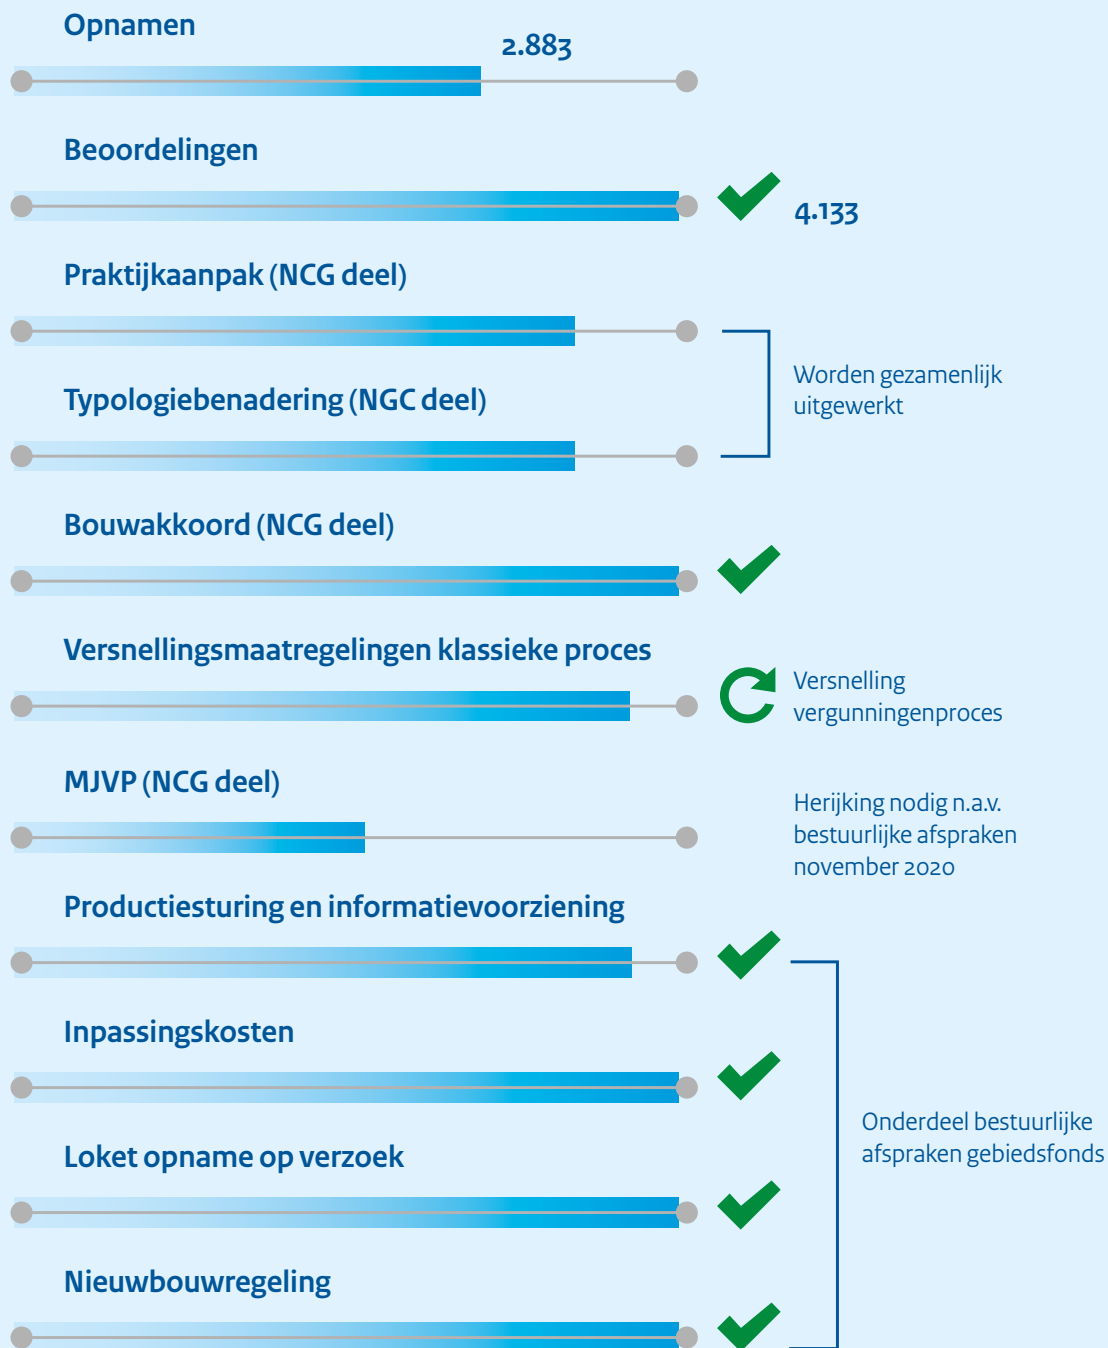 Opnamen
2.883
Beoordelingen
4.133
Praktijkaanpak (NCG deel)
Worden gezamenlijk
uitgewerkt
Typologiebenadering (NGC deel)
Bouwakkoord (NCG deel)
Versnellingsmaatregelingen klassieke proces
Versnelling
vergunningenproces
MJVP (NCG deel)
Herijking nodig n.a.v.
bestuurlijke afspraken
november 2020
Productiesturing en informatievoorziening
Inpassingskosten
Onderdeel bestuurlijke
afspraken gebiedsfonds
Loket opname op verzoek
Nieuwbouwregeling